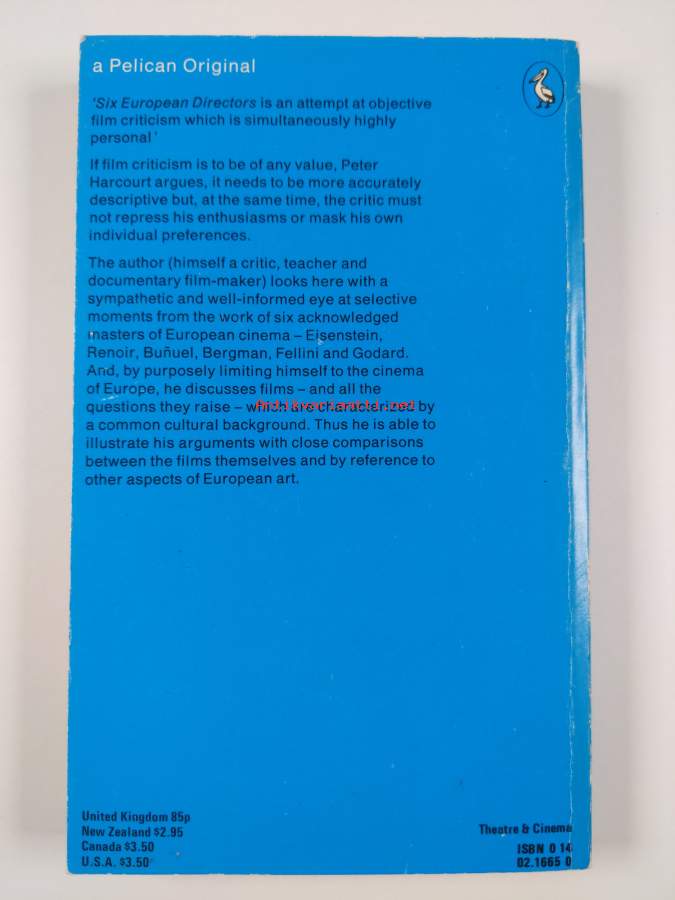 a Pelican Original
'Six European Directors is an attempt at objective
film criticism which is simultaneously highly
personal'
If film criticism is to be of any value, Peter
Harcourt argues, it needs to be more accurately
descriptive but, at the same time, the critic must
not repress his enthusiasms or mask his own
individual preferences.
The author (himself a critic, teacher and
documentary film-maker) looks here with a
sympathetic and well-informed eye at selective
moments from the work of six acknowledged
masters of European cinema – Eisenstein,
Renoir, Buñuel, Bergman, Fellini and Godard.
And, by purposely limiting himself to the cinema
of Europe, he discusses films – and all the
questions they raise – which are characterized by
a common cultural background. Thus he is able to
illustrate his arguments with close comparisons
between the films themselves and by reference to
other aspects of European art.
United Kingdom 85p
New Zealand $2.95
Canada $3.50
U.S.A. $3.50
Theatre & Cinema
ISBN 0 14
02.1665 0